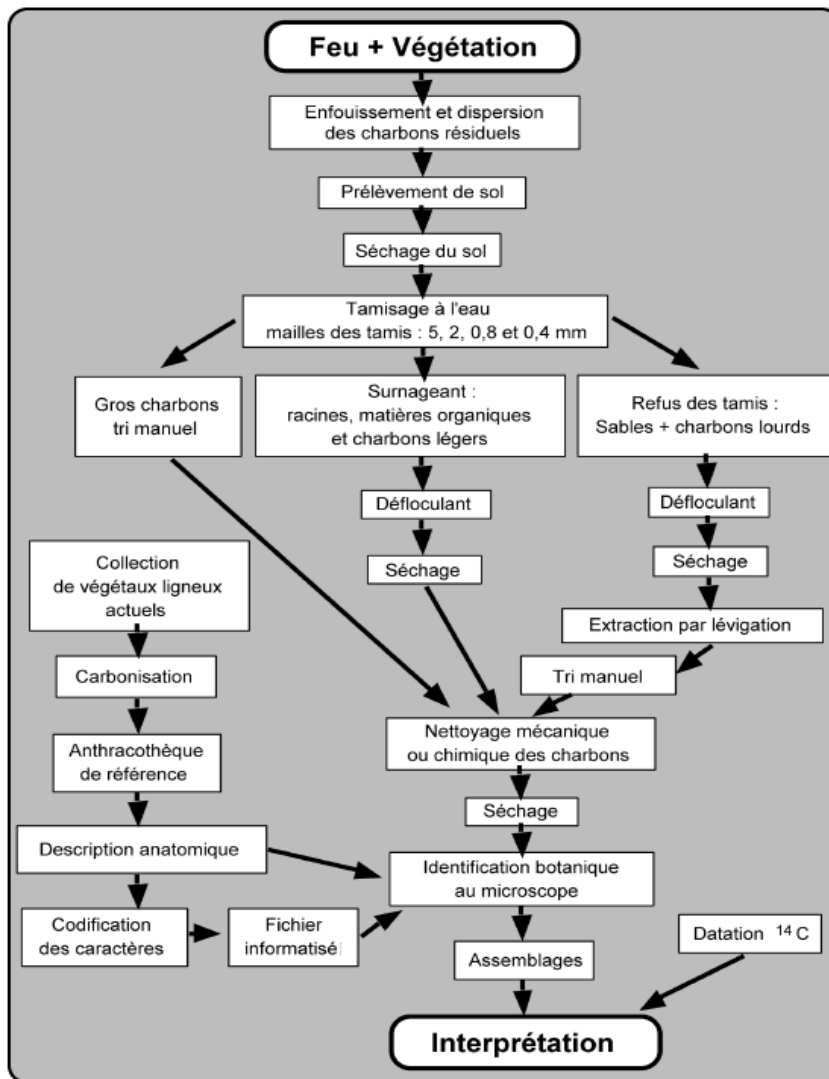 Feu + Végétation
Enfouissement et dispersion
des charbons résiduels
Prélèvement de sol
Séchage du sol
Tamisage à l'eau
mailles des tamis : 5, 2, 0,8 et 0,4 mm
Gros charbons
tri manuel
Surnageant :
racines, matières organiques
et charbons légers
Refus des tamis :
Sables + charbons lourds
Défloculant
Séchage
Défloculant
Séchage
Extraction par lévigation
Tri manuel
Collection
de végétaux ligneux
actuels
Carbonisation
Anthracothèque
de référence
Description anatomique
Codification
des caractères
Fichier
informatisé
Nettoyage mécanique
ou chimique des charbons
Séchage
Identification botanique
au microscope
Assemblages
Datation 14 C
Interprétation